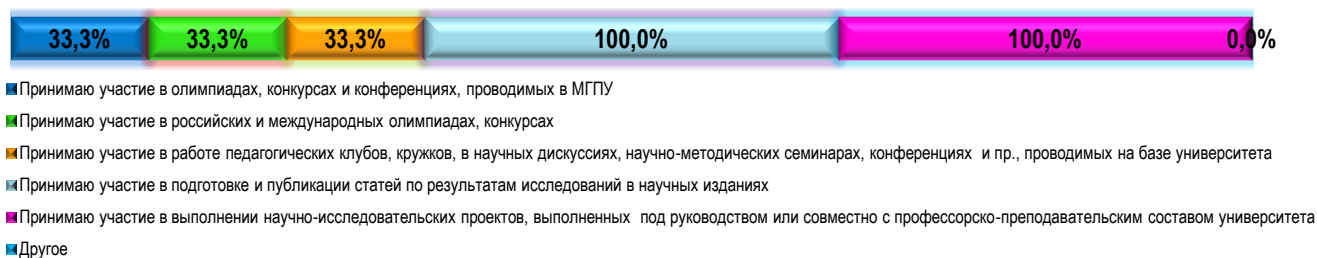 33,3% 33,3% 33,3% 100,0% 100,0% 0,0%
Принимаю участие в олимпиадах, конкурсах и конференциях, проводимых в МГПУ
Принимаю участие в российских и международных олимпиадах, конкурсах
Принимаю участие в работе педагогических клубов, кружков, в научных дискуссиях, научно-методических семинарах, конференциях и пр., проводимых на базе университета
Принимаю участие в подготовке и публикации статей по результатам исследований в научных изданиях
Принимаю участие в выполнении научно-исследовательских проектов, выполненных под руководством или совместно с профессорско-преподавательским составом университета
Другое